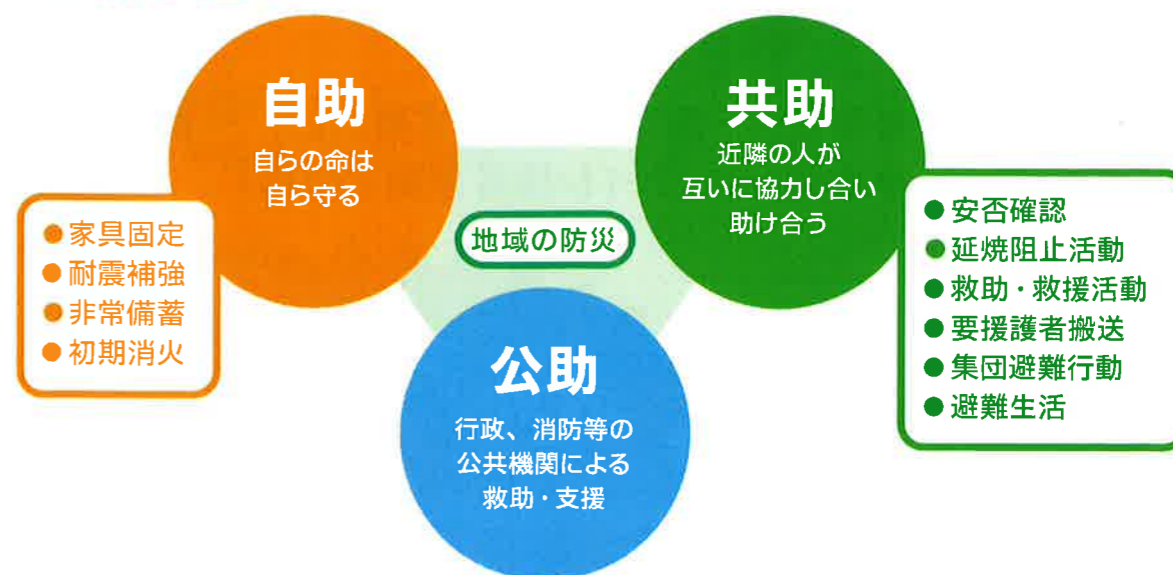 自助
自らの命は
自ら守る
● 家具固定
● 耐震補強
● 非常備蓄
● 初期消火
共助
近隣の人が
互いに協力し合い
助け合う
● 安否確認
● 延焼阻止活動
● 救助・救援活動
● 要援護者搬送
● 集団避難行動
● 避難生活
地域の防災
公助
行政、消防等の
公共機関による
救助・支援